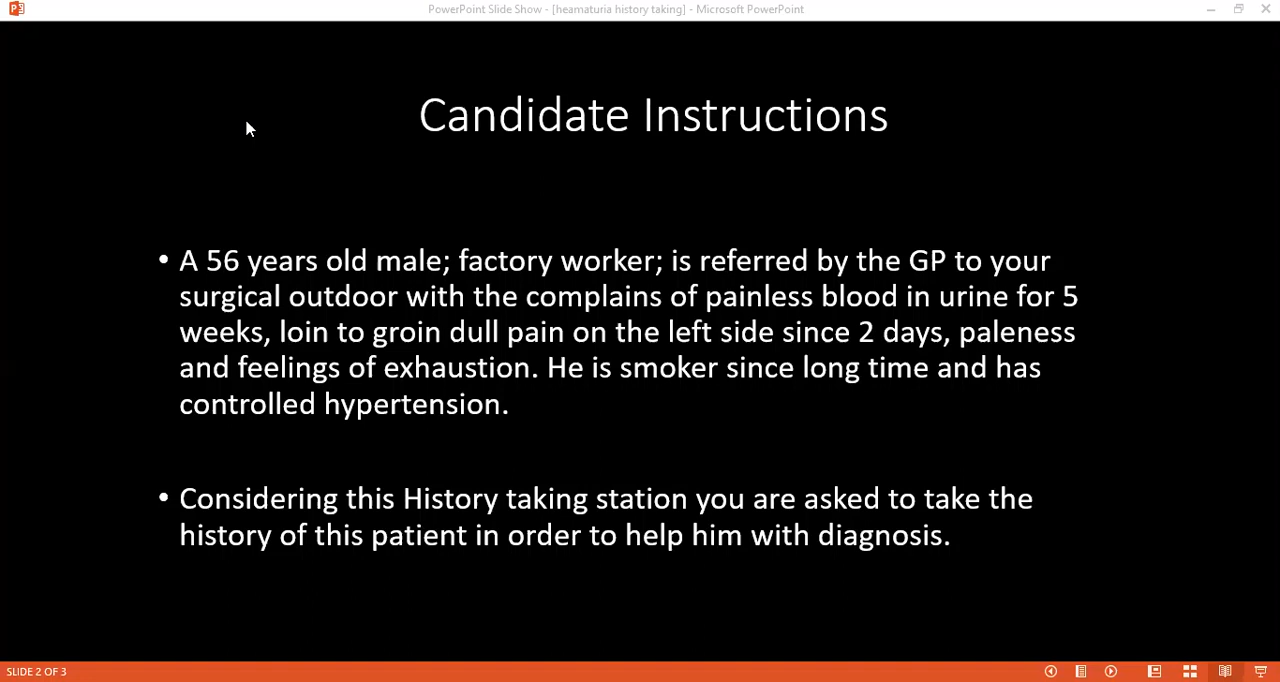 PowerPoint Slide Show - [heamaturia history taking] - Microsoft PowerPoint
Candidate Instructions
• A 56 years old male; factory worker; is referred by the GP to your
surgical outdoor with the complains of painless blood in urine for 5
weeks, loin to groin dull pain on the left side since 2 days, paleness
and feelings of exhaustion. He is smoker since long time and has
controlled hypertension.
• Considering this History taking station you are asked to take the
history of this patient in order to help him with diagnosis.
SLIDE 2 OF 3